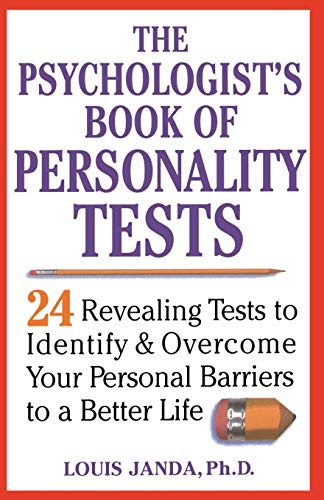 THE
PSYCHOLOGIST'S
BOOK OF
PERSONALITY
TESTS
24 Revealing Tests to
Identify & Overcome
Your Personal Barriers
to a Better Life
LOUIS JANDA, Ph.D.